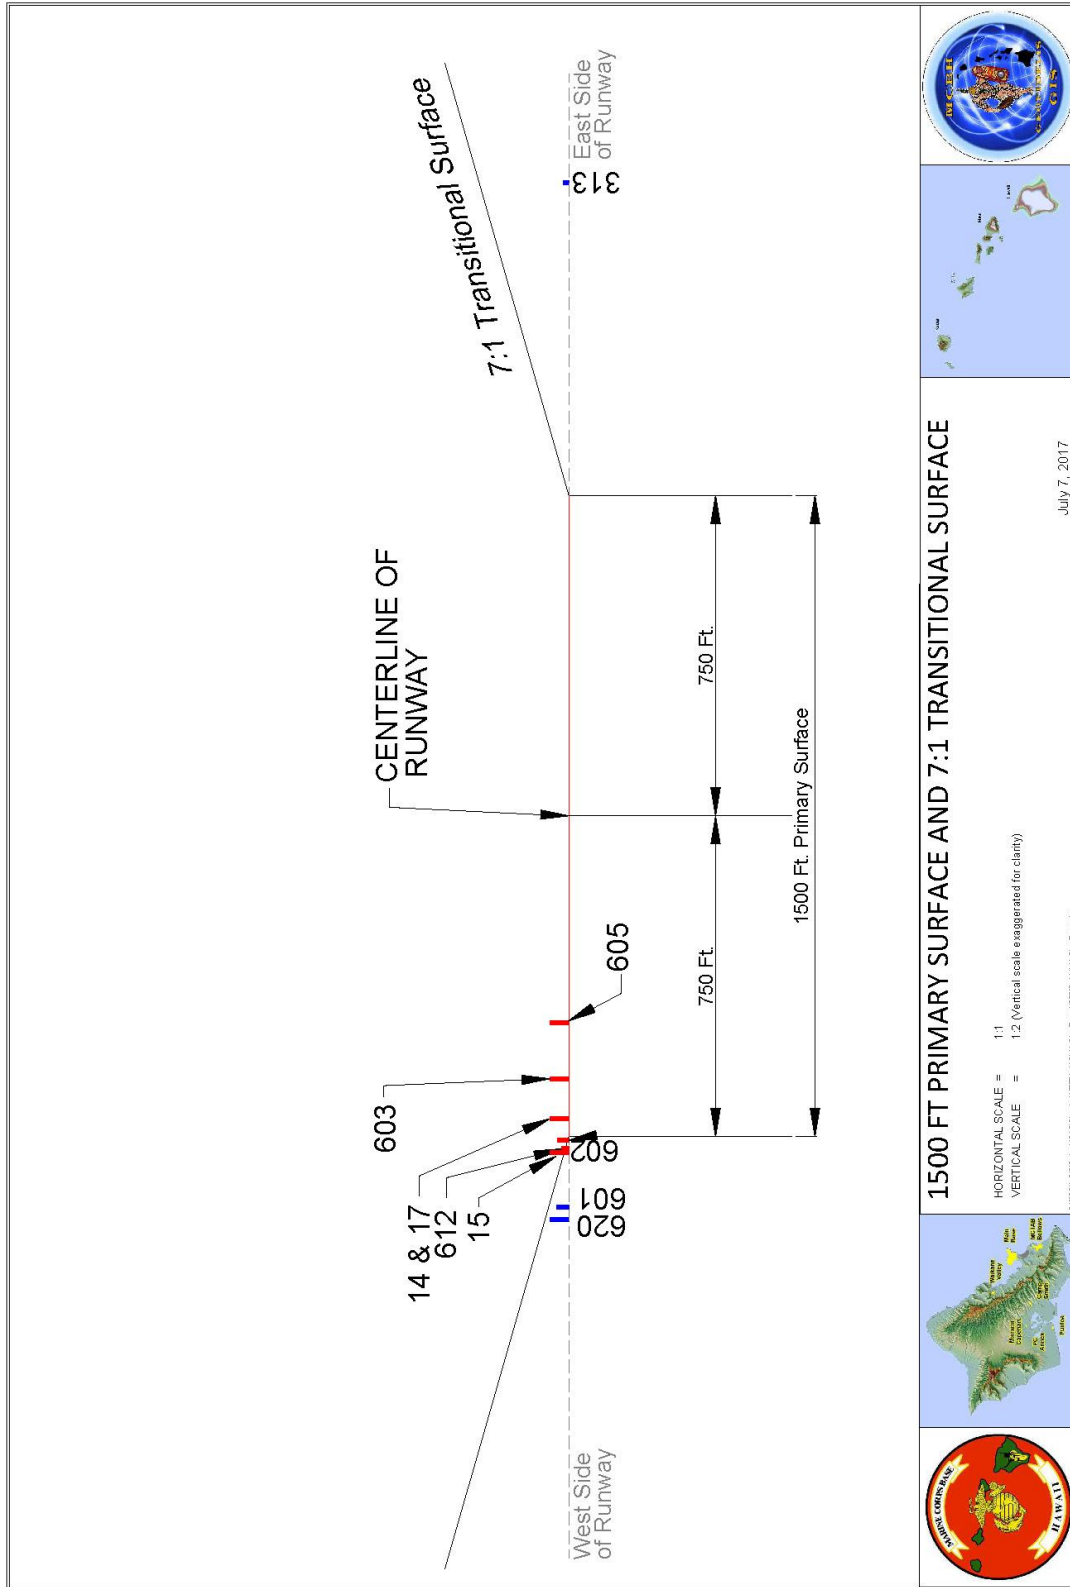 7:1 Transitional Surface
East Side
of Runway
313
CENTERLINE OF
RUNWAY
603
605
14 & 17
612
15
602
601
620
West Side
of Runway
750 Ft.
750 Ft.
1500 Ft. Primary Surface
1500 FT PRIMARY SURFACE AND 7:1 TRANSITIONAL SURFACE
HORIZONTAL SCALE = 1:1
VERTICAL SCALE = 1:2 (Vertical scale exaggerated for clarity)
July 7, 2017
MARINE CORPS BASE
HAWAII
MCBH
GIS